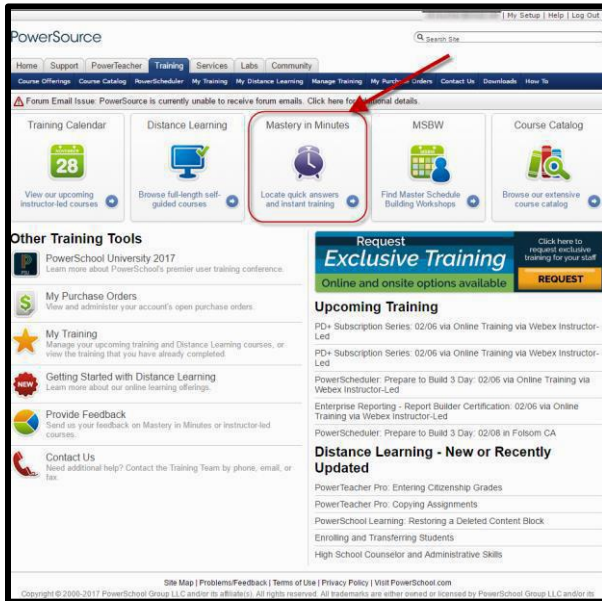 | My Setup | Help | Log Out
PowerSource
Search Site
Home Support PowerTeacher Training Services Labs Community
Course Offerings Course Catalog PowerScheduler My Training My Distance Learning Manage Training My Purchase Orders Contact Us Downloads How To
Forum Email Issue: PowerSource is currently unable to receive forum emails. Click here for additional details.
Training Calendar
NOVEMBER
28
View our upcoming
instructor-led courses
Distance Learning
Browse full-length self-
guided courses
Mastery in Minutes
Locate quick answers
and instant training
MSBW
Find Master Schedule
Building Workshops
Course Catalog
Browse our extensive
course catalog
Other Training Tools
PowerSchool University 2017
Learn more about PowerSchool's premier user training conference.
My Purchase Orders
View and administer your account's open purchase orders.
My Training
Manage your upcoming training and Distance Learning courses, or
view the training that you have already completed.
NEW
Getting Started with Distance Learning
Learn more about our online learning offerings.
Provide Feedback
Send us your feedback on Mastery in Minutes or instructor-led
courses.
Contact Us
Need additional help? Contact the Training Team by phone, email, or
fax.
Request
Exclusive Training
Online and onsite options available
Click here to
request exclusive
training for your staff
REQUEST
Upcoming Training
PD+ Subscription Series: 02/06 via Online Training via Webex Instructor-
Led
PD+ Subscription Series: 02/06 via Online Training via Webex Instructor-
Led
PowerScheduler: Prepare to Build 3 Day: 02/06 via Online Training via
Webex Instructor-Led
Enterprise Reporting - Report Builder Certification: 02/06 via Online
Training via Webex Instructor-Led
PowerScheduler: Prepare to Build 3 Day: 02/08 in Folsom CA
Distance Learning - New or Recently
Updated
PowerTeacher Pro: Entering Citizenship Grades
PowerTeacher Pro: Copying Assignments
PowerSchool Learning: Restoring a Deleted Content Block
Enrolling and Transferring Students
High School Counselor and Administrative Skills
Site Map | Problems/Feedback | Terms of Use | Privacy Policy | Visit PowerSchool.com
Copyright © 2000-2017 PowerSchool Group LLC and/or its affiliate(s). All rights reserved. All trademarks are either owned or licensed by PowerSchool Group LLC and/or its